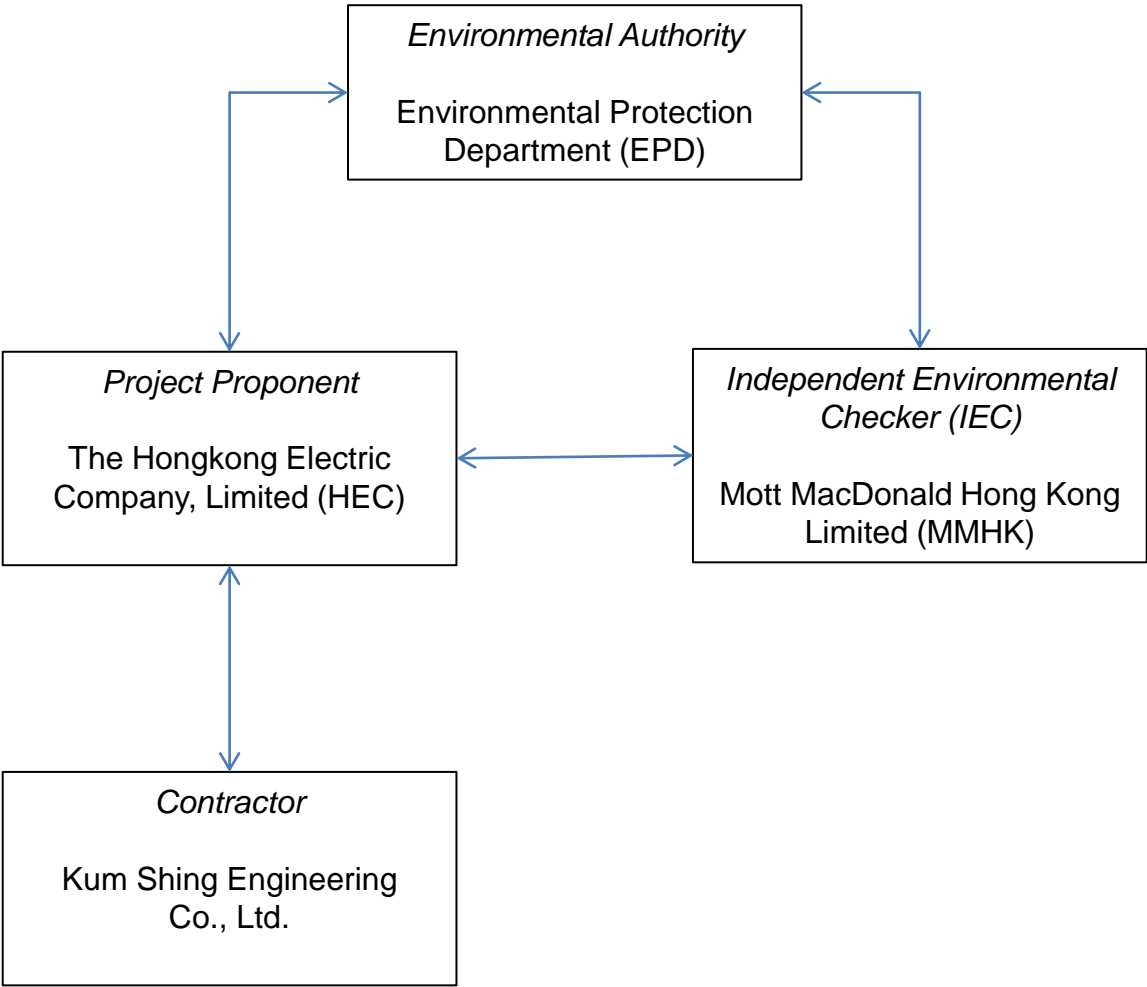 Environmental Authority
Environmental Protection
Department (EPD)
Project Proponent
The Hongkong Electric
Company, Limited (HEC)
Independent Environmental
Checker (IEC)
Mott MacDonald Hong Kong
Limited (MMHK)
Contractor
Kum Shing Engineering
Co., Ltd.